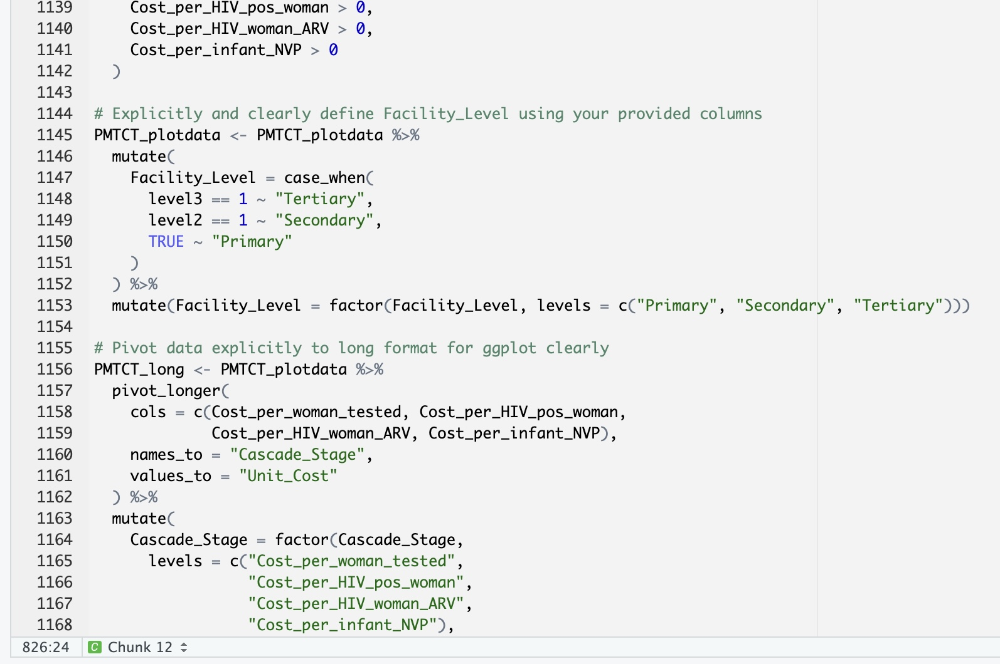 1139 Cost_per_HIV_pos_woman > 0,
1140 Cost_per_HIV_woman_ARV > 0,
1141 Cost_per_infant_NVP > 0
1142 )
1143
1144 # Explicitly and clearly define Facility_Level using your provided columns
1145 PMTCT_plotdata <- PMTCT_plotdata %>%
1146 mutate(
1147 Facility_Level = case_when(
1148 level3 == 1 ~ "Tertiary",
1149 level2 == 1 ~ "Secondary",
1150 TRUE ~ "Primary"
1151 )
1152 ) %>%
1153 mutate(Facility_Level = factor(Facility_Level, levels = c("Primary", "Secondary", "Tertiary")))
1154
1155 # Pivot data explicitly to long format for ggplot clearly
1156 PMTCT_long <- PMTCT_plotdata %>%
1157 pivot_longer(
1158 cols = c(Cost_per_woman_tested, Cost_per_HIV_pos_woman,
1159 Cost_per_HIV_woman_ARV, Cost_per_infant_NVP),
1160 names_to = "Cascade_Stage",
1161 values_to = "Unit_Cost"
1162 ) %>%
1163 mutate(
1164 Cascade_Stage = factor(Cascade_Stage,
1165 levels = c("Cost_per_woman_tested",
1166 "Cost_per_HIV_pos_woman",
1167 "Cost_per_HIV_woman_ARV",
1168 "Cost_per_infant_NVP"),
826:24 C Chunk 12